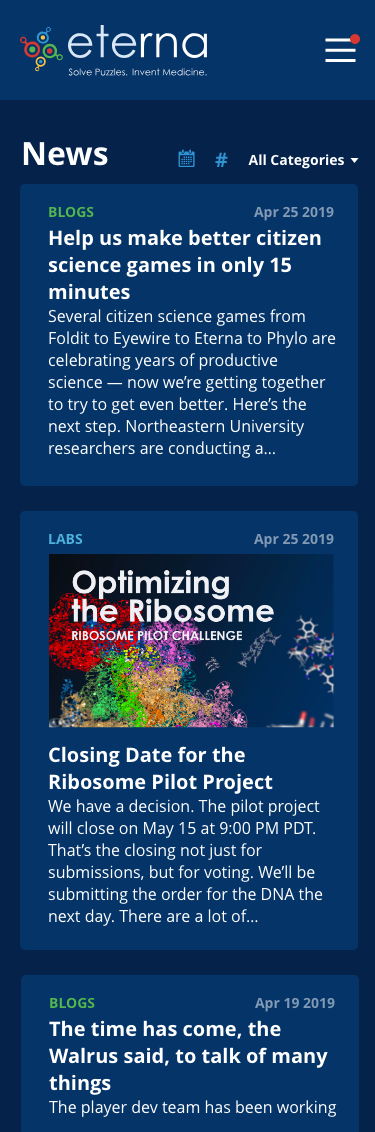 eterna
Solve Puzzles. Invent Medicine.
News
#
All Categories
BLOGS
Apr 25 2019
Help us make better citizen
science games in only 15
minutes
Several citizen science games from
Foldit to Eyewire to Eterna to Phylo are
celebrating years of productive
science — now we’re getting together
to try to get even better. Here’s the
next step. Northeastern University
researchers are conducting a...
LABS
Apr 25 2019
Optimizing
the Ribosome
RIBOSOME PILOT CHALLENGE
Closing Date for the
Ribosome Pilot Project
We have a decision. The pilot project
will close on May 15 at 9:00 PM PDT.
That’s the closing not just for
submissions, but for voting. We’ll be
submitting the order for the DNA the
next day. There are a lot of...
BLOGS
Apr 19 2019
The time has come, the
Walrus said, to talk of many
things
The player dev team has been working